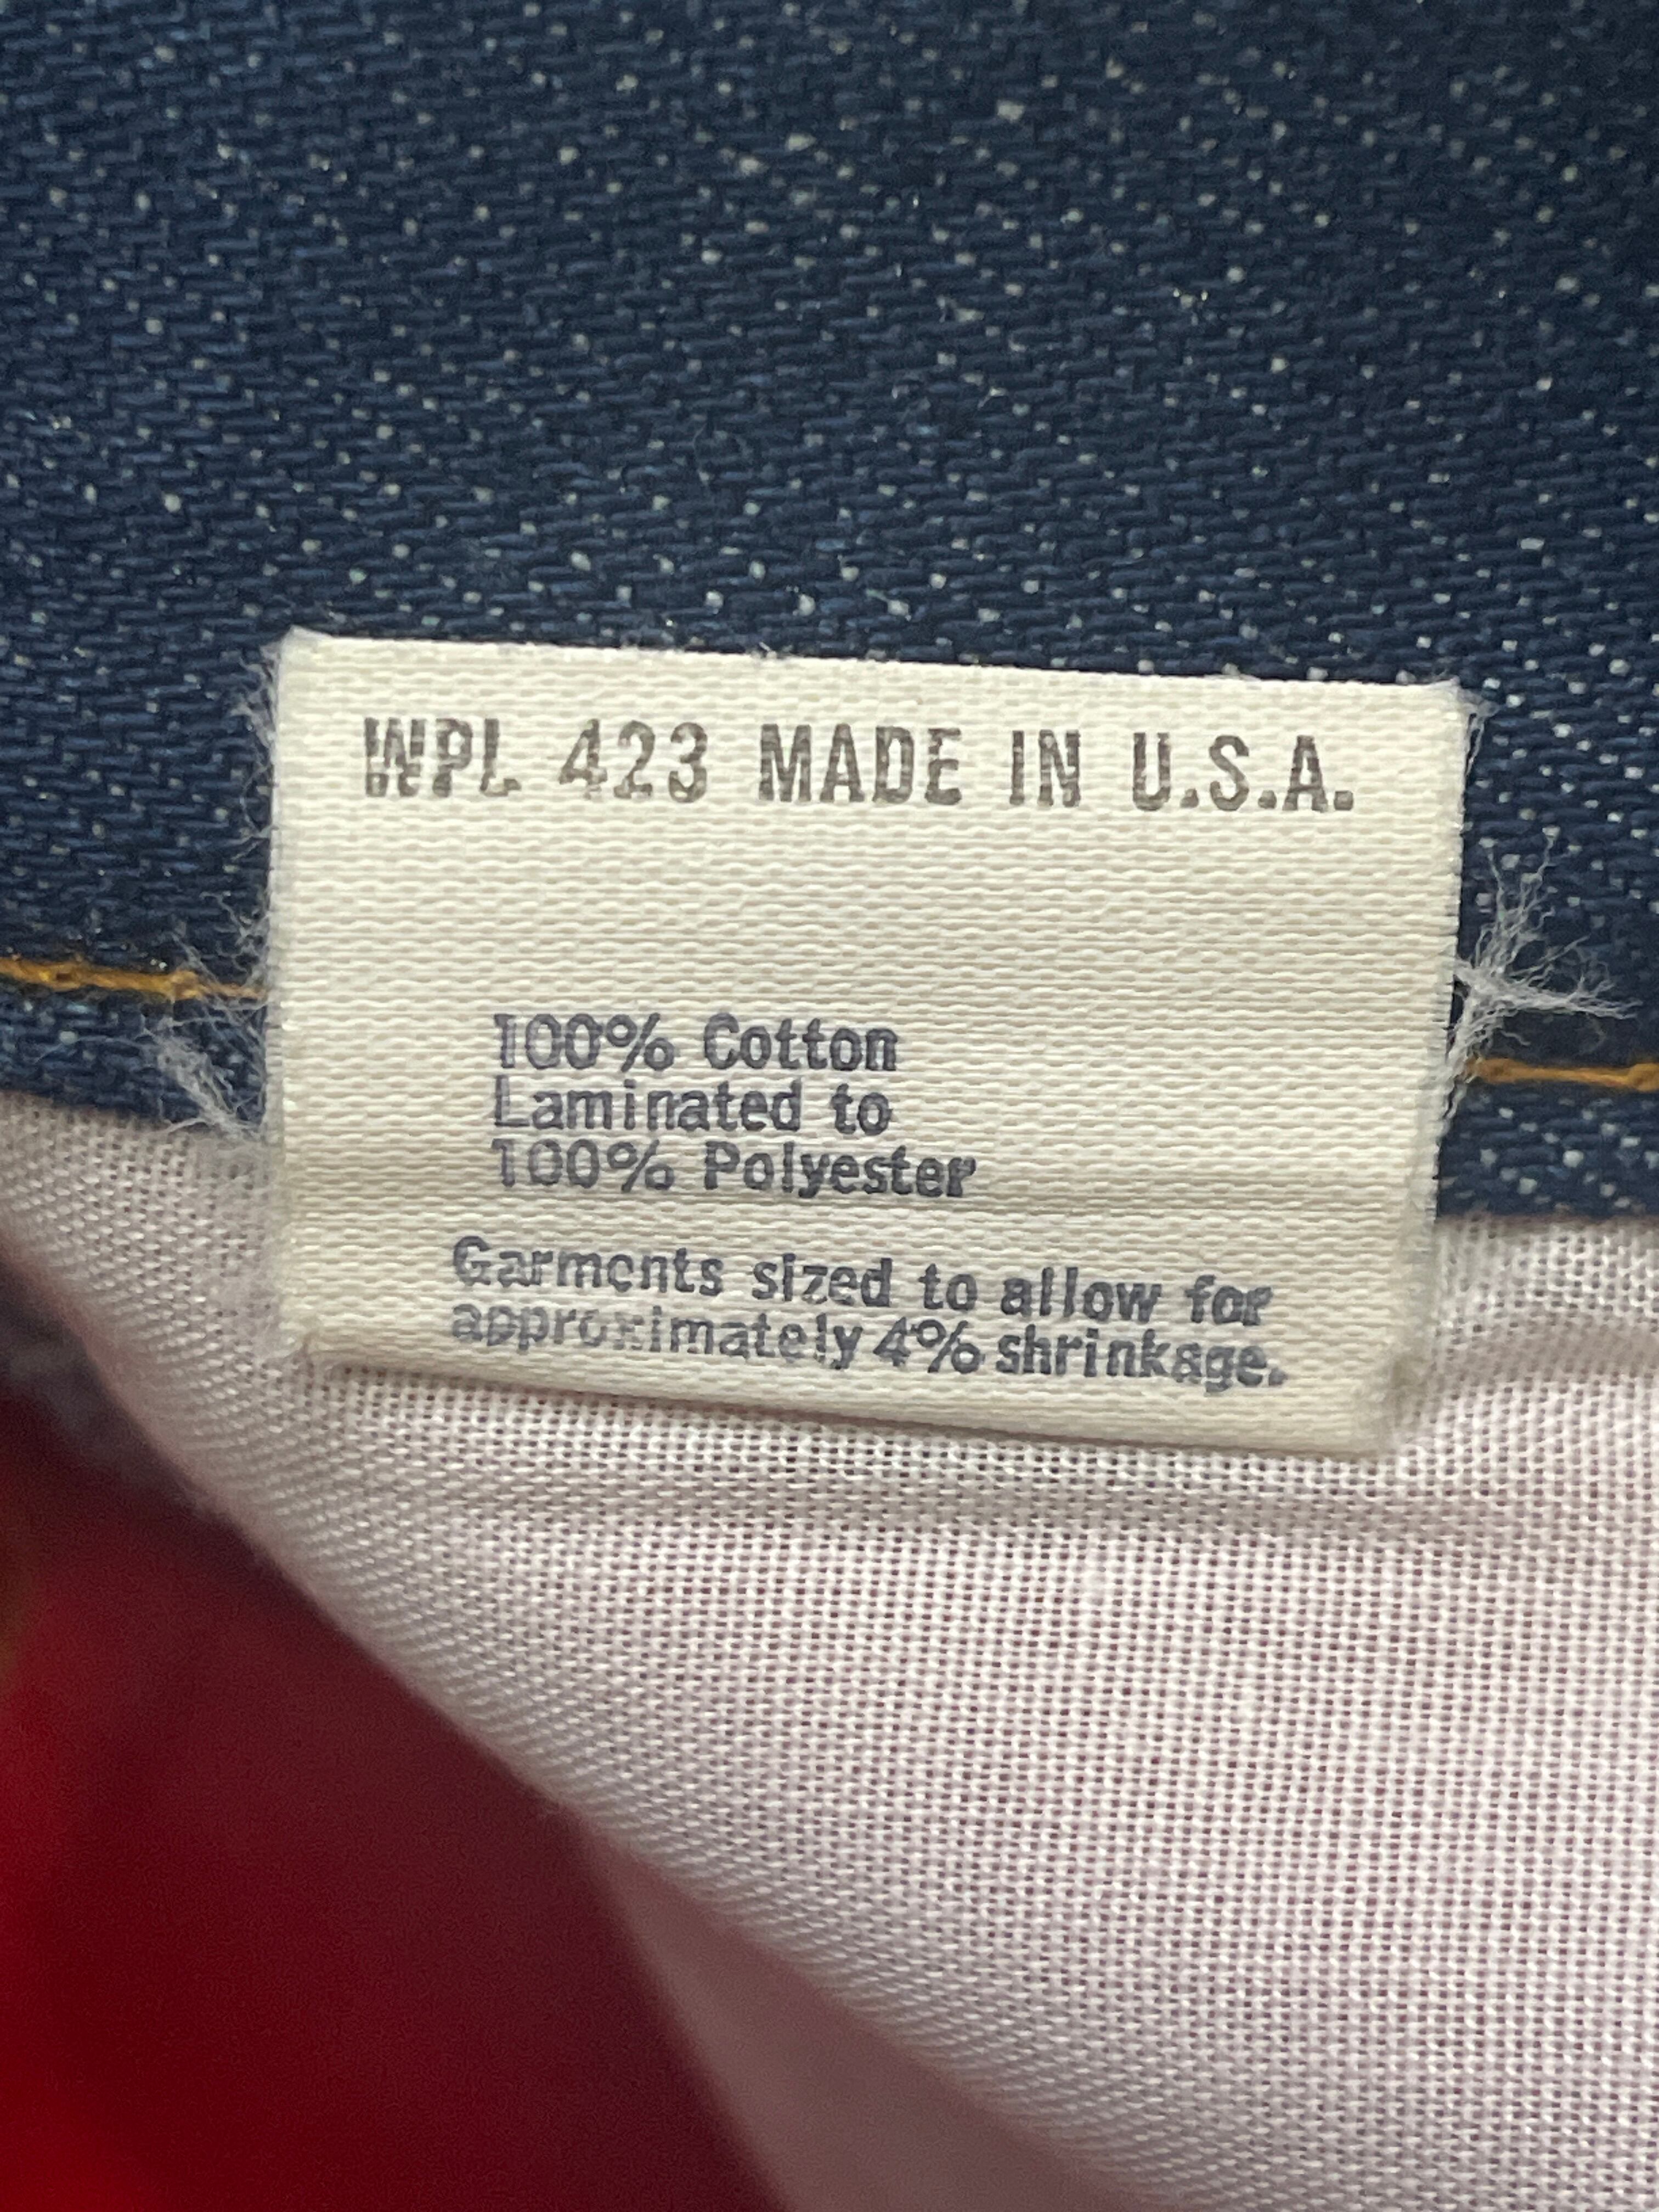 WPL 423 MADE IN U.S.A.
100% Cotton
Laminated to
100% Polyester
Garments sized to allow for
approximately 4% shrinkage.